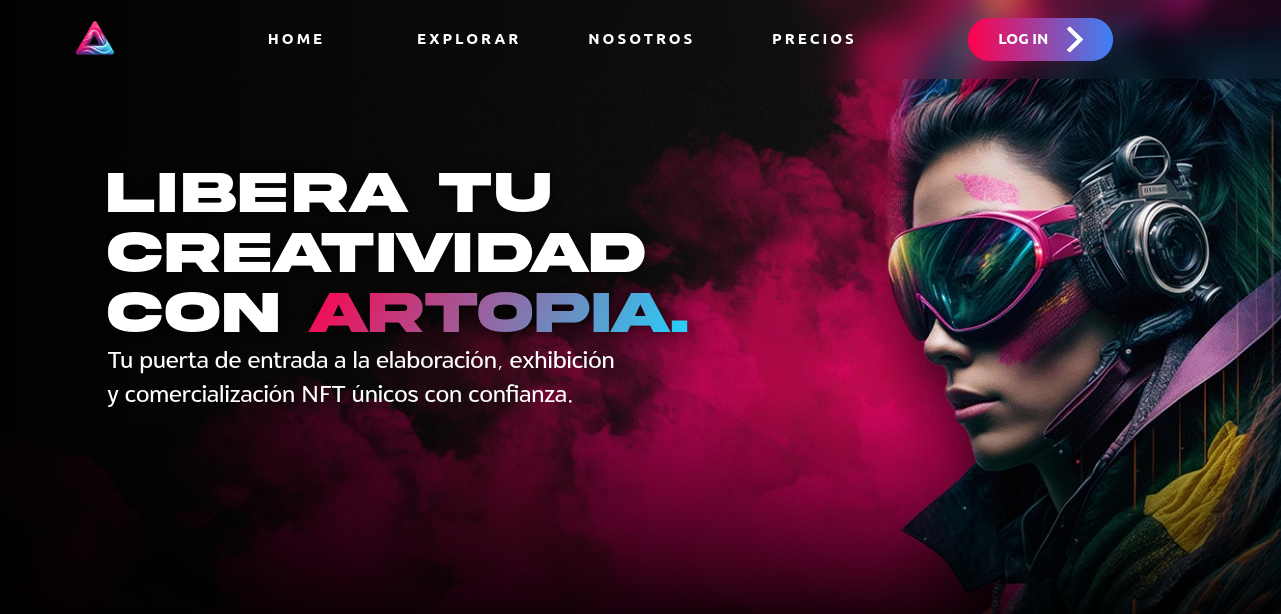 HOME
EXPLORAR
NOSOTROS
PRECIOS
LOG IN
LIBERA TU
CREATIVIDAD
CON ARTOPIA.
Tu puerta de entrada a la elaboración, exhibición
y comercialización NFT únicos con confianza.